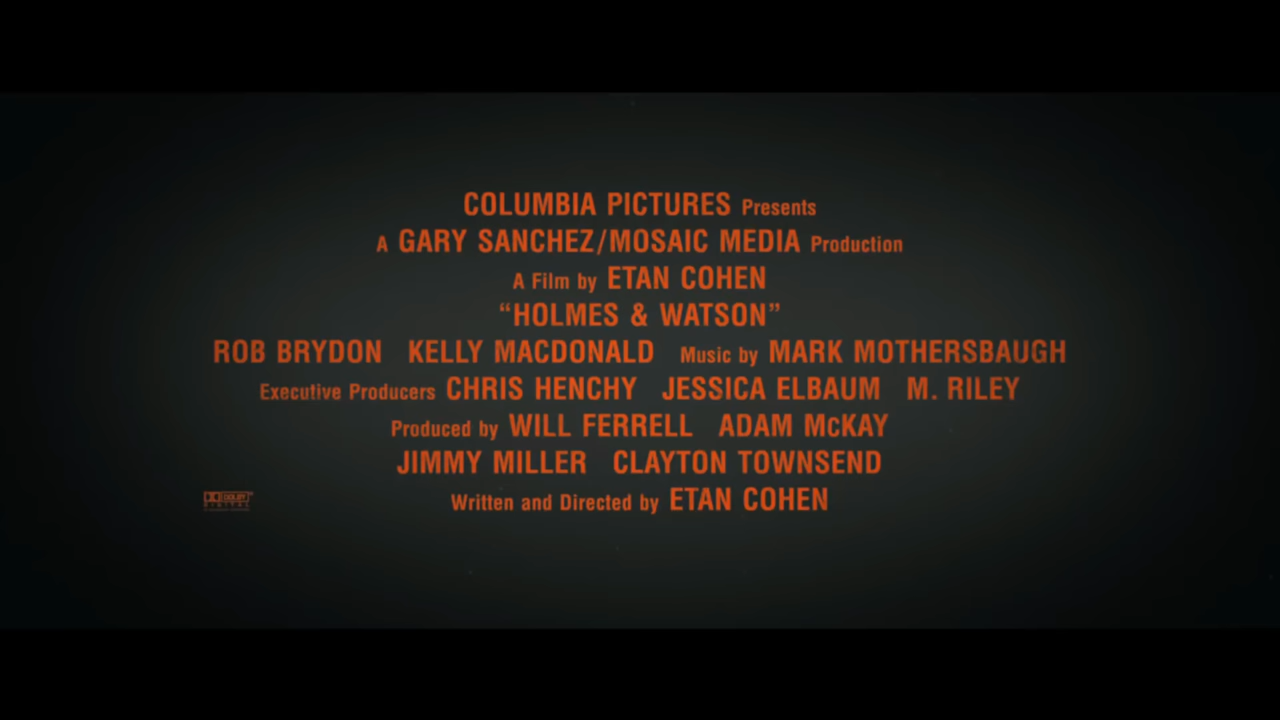 COLUMBIA PICTURES Presents
A GARY SANCHEZ/MOSAIC MEDIA Production
A Film by ETAN COHEN
“HOLMES & WATSON”
ROB BRYDON KELLY MACDONALD Music by MARK MOTHERSBAUGH
Executive Producers CHRIS HENCHY JESSICA ELBAUM M. RILEY
Produced by WILL FERRELL ADAM McKAY
JIMMY MILLER CLAYTON TOWNSEND
Written and Directed by ETAN COHEN
DOLBY
DIGITAL